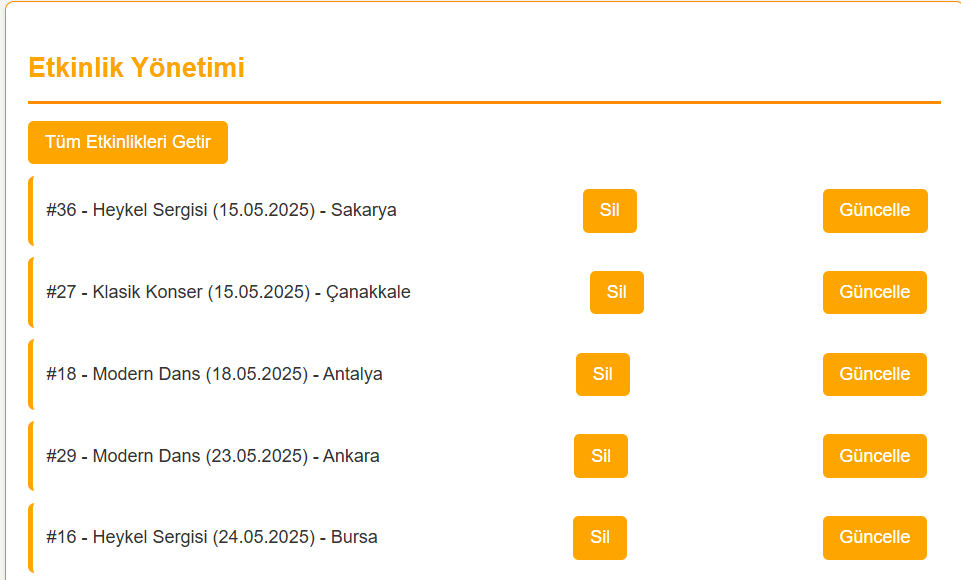 Etkinlik Yönetimi
Tüm Etkinlikleri Getir
#36 - Heykel Sergisi (15.05.2025) - Sakarya Sil Güncelle
#27 - Klasik Konser (15.05.2025) - Çanakkale Sil Güncelle
#18 - Modern Dans (18.05.2025) - Antalya Sil Güncelle
#29 - Modern Dans (23.05.2025) - Ankara Sil Güncelle
#16 - Heykel Sergisi (24.05.2025) - Bursa Sil Güncelle